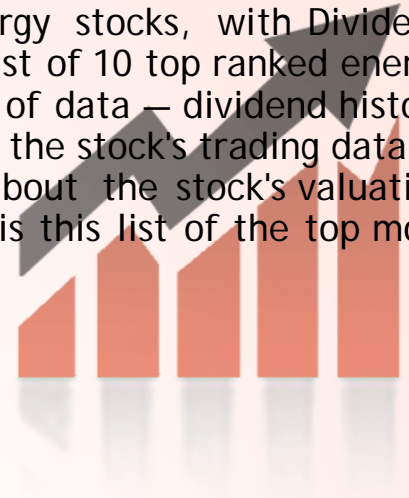 rgy stocks, with Divide
st of 10 top ranked ener
of data — dividend histo
the stock's trading data
bout the stock's valuati
is this list of the top mo